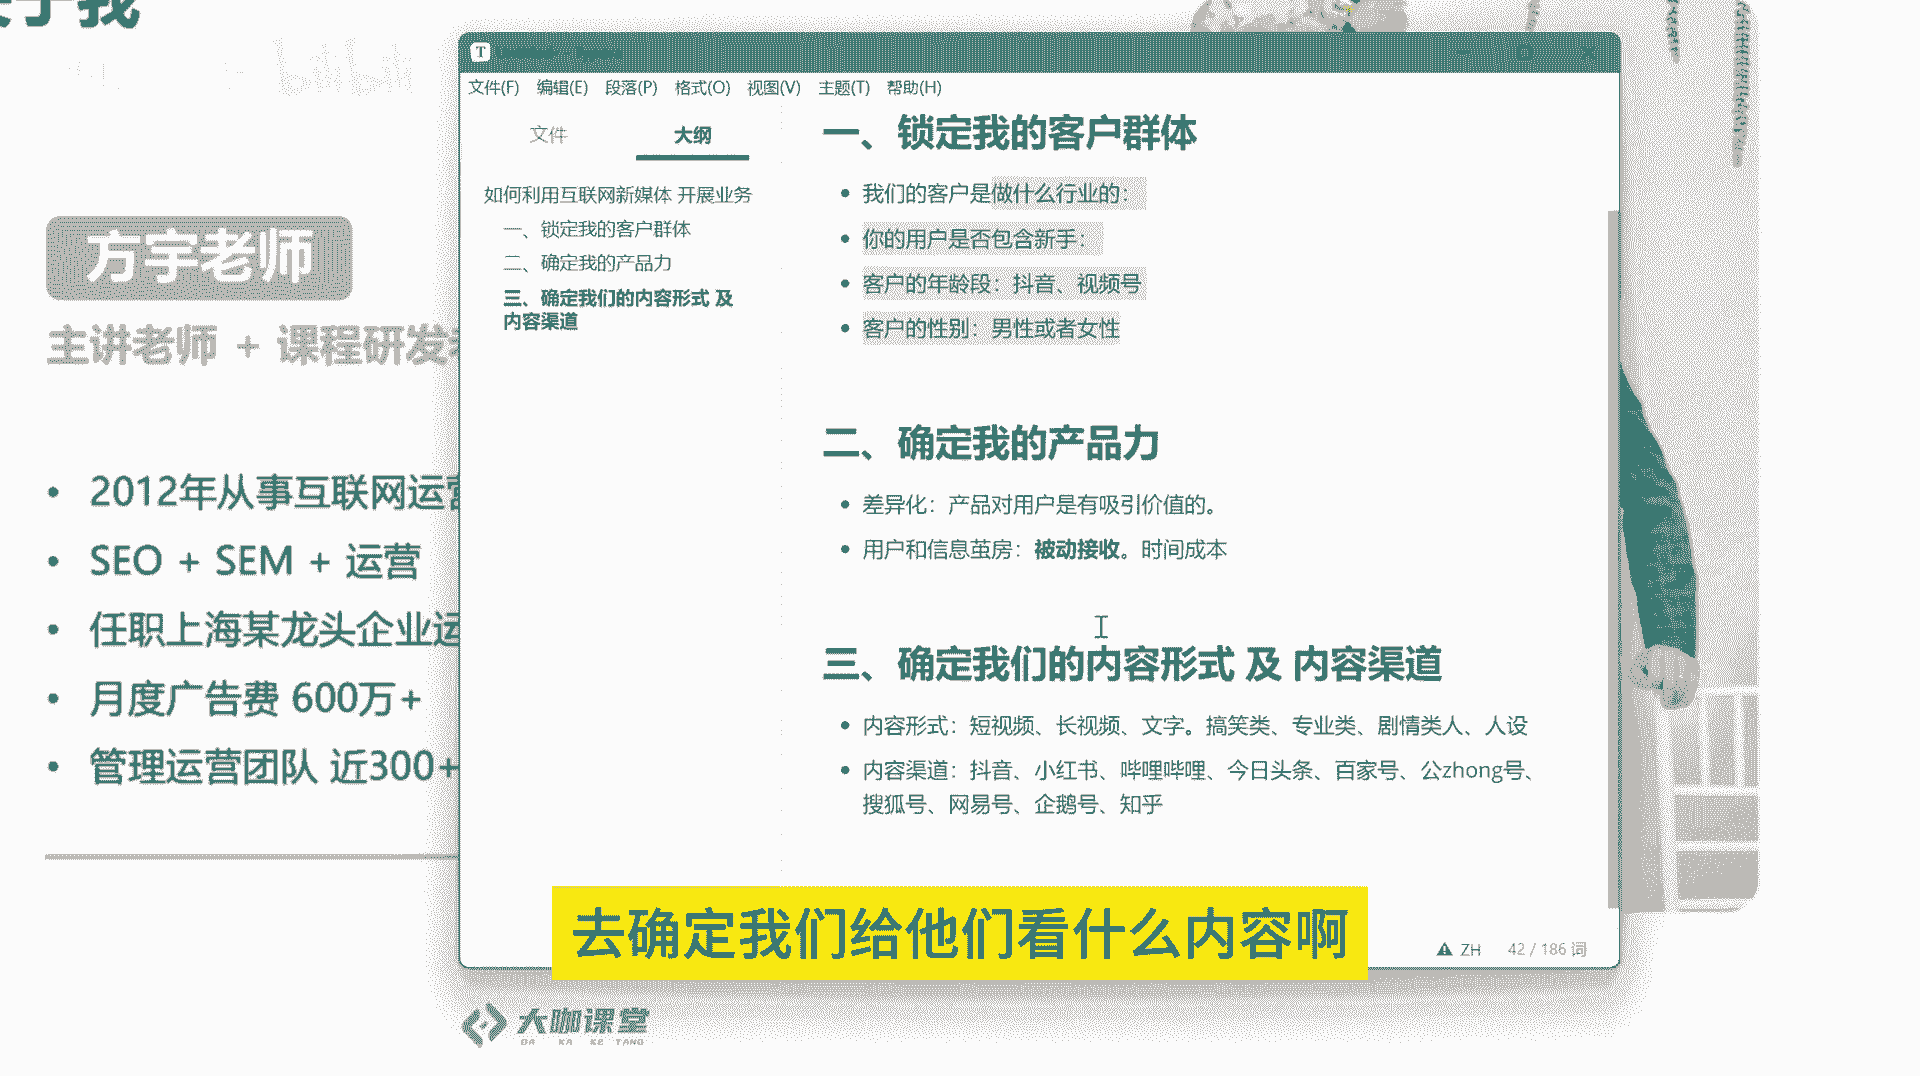 于我
bilibili
方宇老师
主讲老师 + 课程研发
• 2012年从事互联网运营
• SEO + SEM + 运营
• 任职上海某龙头企业运
• 月度广告费 600万+
• 管理运营团队 近300+
T
文件(F) 编辑(E) 段落(P) 格式(O) 视图(V) 主题(T) 帮助(H)
文件 大纲
如何利用互联网新媒体 开展业务
一、锁定我的客户群体
二、确定我的产品力
三、确定我们的内容形式 及
内容渠道
一、锁定我的客户群体
• 我们的客户是做什么行业的：
• 你的用户是否包含新手：
• 客户的年龄段：抖音、视频号
• 客户的性别：男性或者女性
二、确定我的产品力
• 差异化：产品对用户是有吸引价值的。
• 用户和信息茧房：被动接收。时间成本
三、确定我们的内容形式 及 内容渠道
• 内容形式：短视频、长视频、文字。搞笑类、专业类、剧情类人、人设
• 内容渠道：抖音、小红书、哔哩哔哩、今日头条、百家号、公zhong号、
搜狐号、网易号、企鹅号、知乎
ZH 42 / 186 词
去确定我们给他们看什么内容啊
大咖课堂
DA KA KE TANG